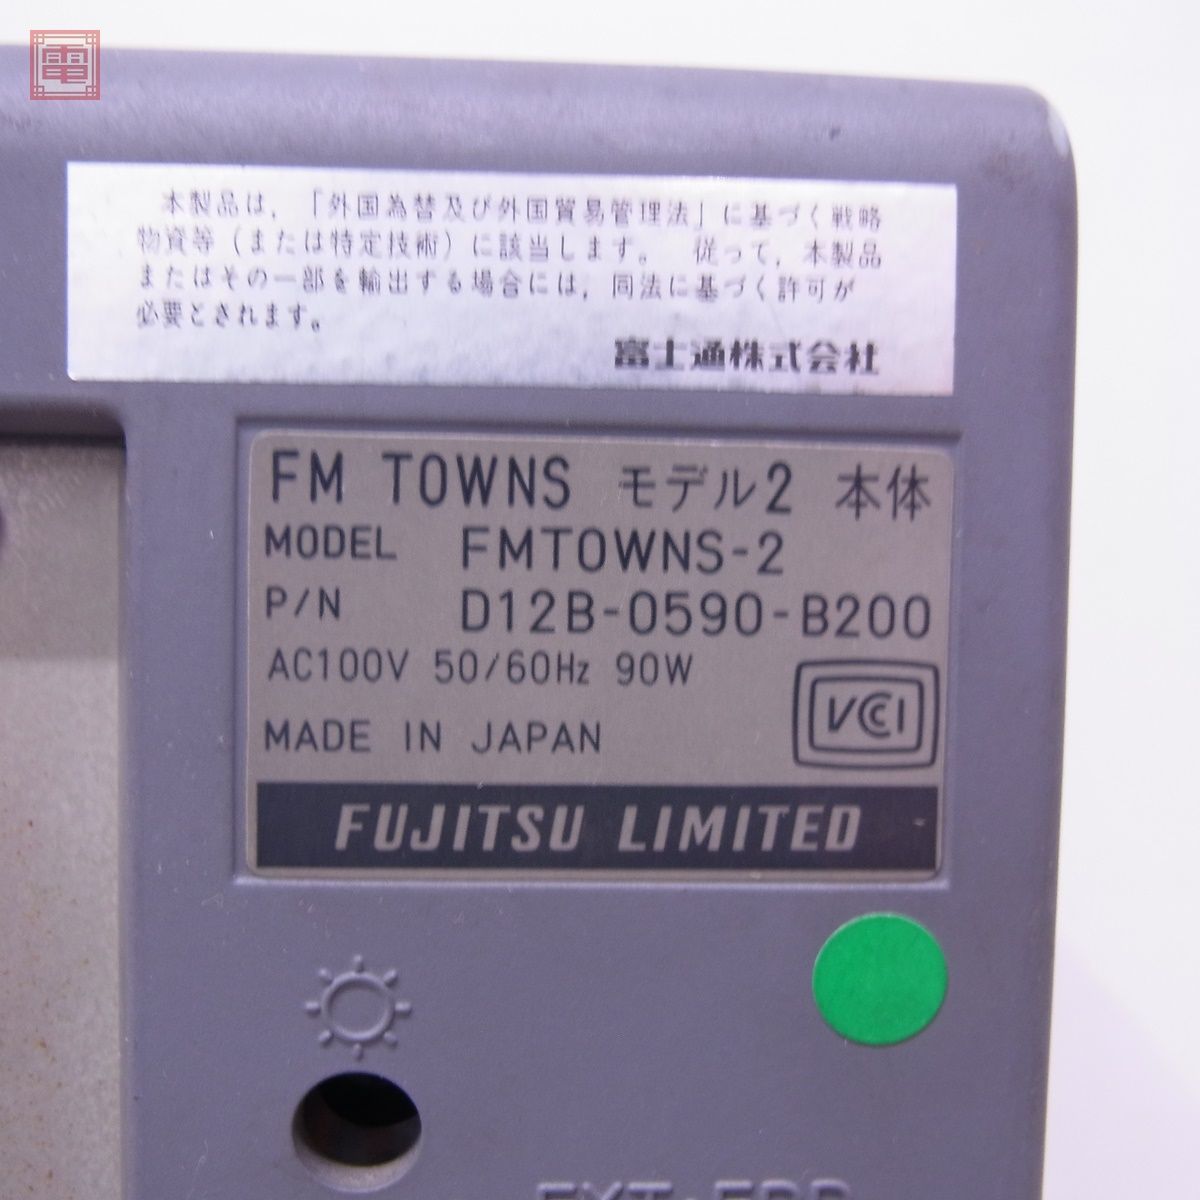 電
本製品は，「外国為替及び外国貿易管理法」に基づく戦略
物資等（または特定技術）に該当します。 従って，本製品
またはその一部を輸出する場合には，同法に基づく許可が
必要とされます。
富士通株式会社
FM TOWNS モデル2 本体
MODEL FMTOWNS-2
P/N D12B-0590-B200
AC100V 50/60Hz 90W
VCCI
MADE IN JAPAN
FUJITSU LIMITED
EXT·FDD